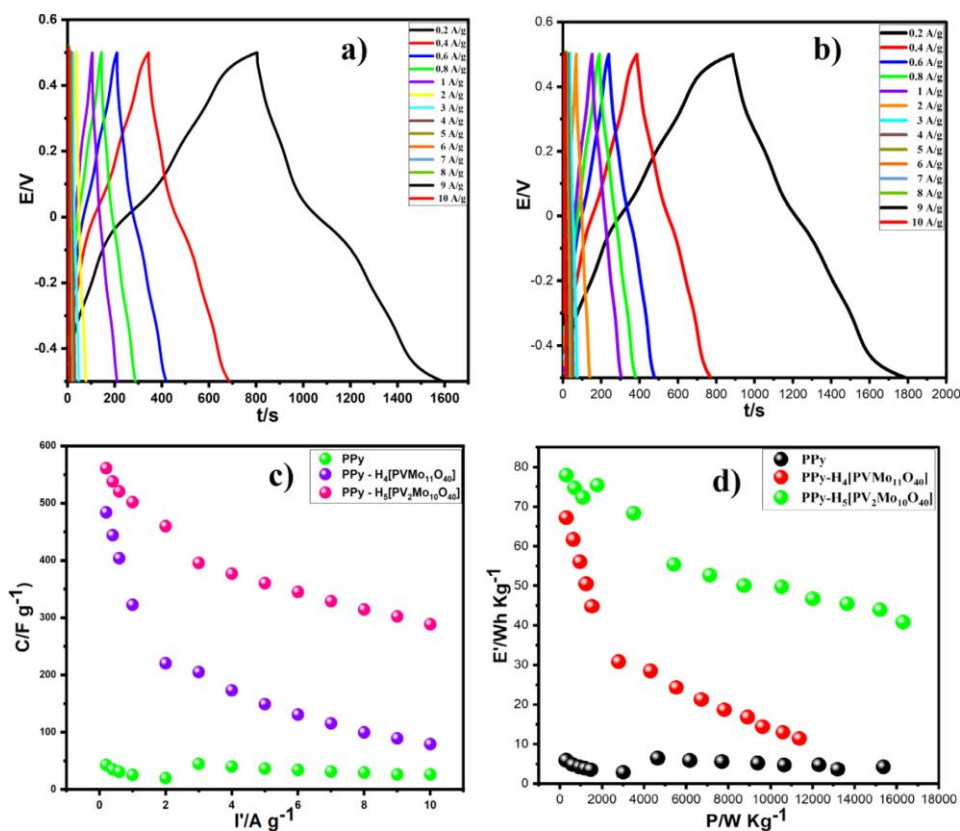 a)
0.2 A/g
0.4 A/g
0.6 A/g
0.8 A/g
1 A/g
2 A/g
3 A/g
4 A/g
5 A/g
6 A/g
7 A/g
8 A/g
9 A/g
10 A/g
0.6
0.4
0.2
0
-0.2
-0.4
E/V
0 200 400 600 800 1000 1200 1400 1600
t/s
b)
0.2 A/g
0.4 A/g
0.6 A/g
0.8 A/g
1 A/g
2 A/g
3 A/g
4 A/g
5 A/g
6 A/g
7 A/g
8 A/g
9 A/g
10 A/g
0.6
0.4
0.2
0
-0.2
-0.4
E/V
0 200 400 600 800 1000 1200 1400 1600 1800 2000
t/s
c)
PPy
PPy - H₄[PVMo₁₁O₄₀]
PPy - H₅[PV₂Mo₁₀O₄₀]
600
500
400
300
200
100
0
C/F g⁻¹
0 2 4 6 8 10
I'/A g⁻¹
d)
PPy
PPy-H₄[PVMo₁₁O₄₀]
PPy-H₅[PV₂Mo₁₀O₄₀]
90
80
70
60
50
40
30
20
10
0
E'/Wh Kg⁻¹
0 2000 4000 6000 8000 10000 12000 14000 16000 18000
P/W Kg⁻¹